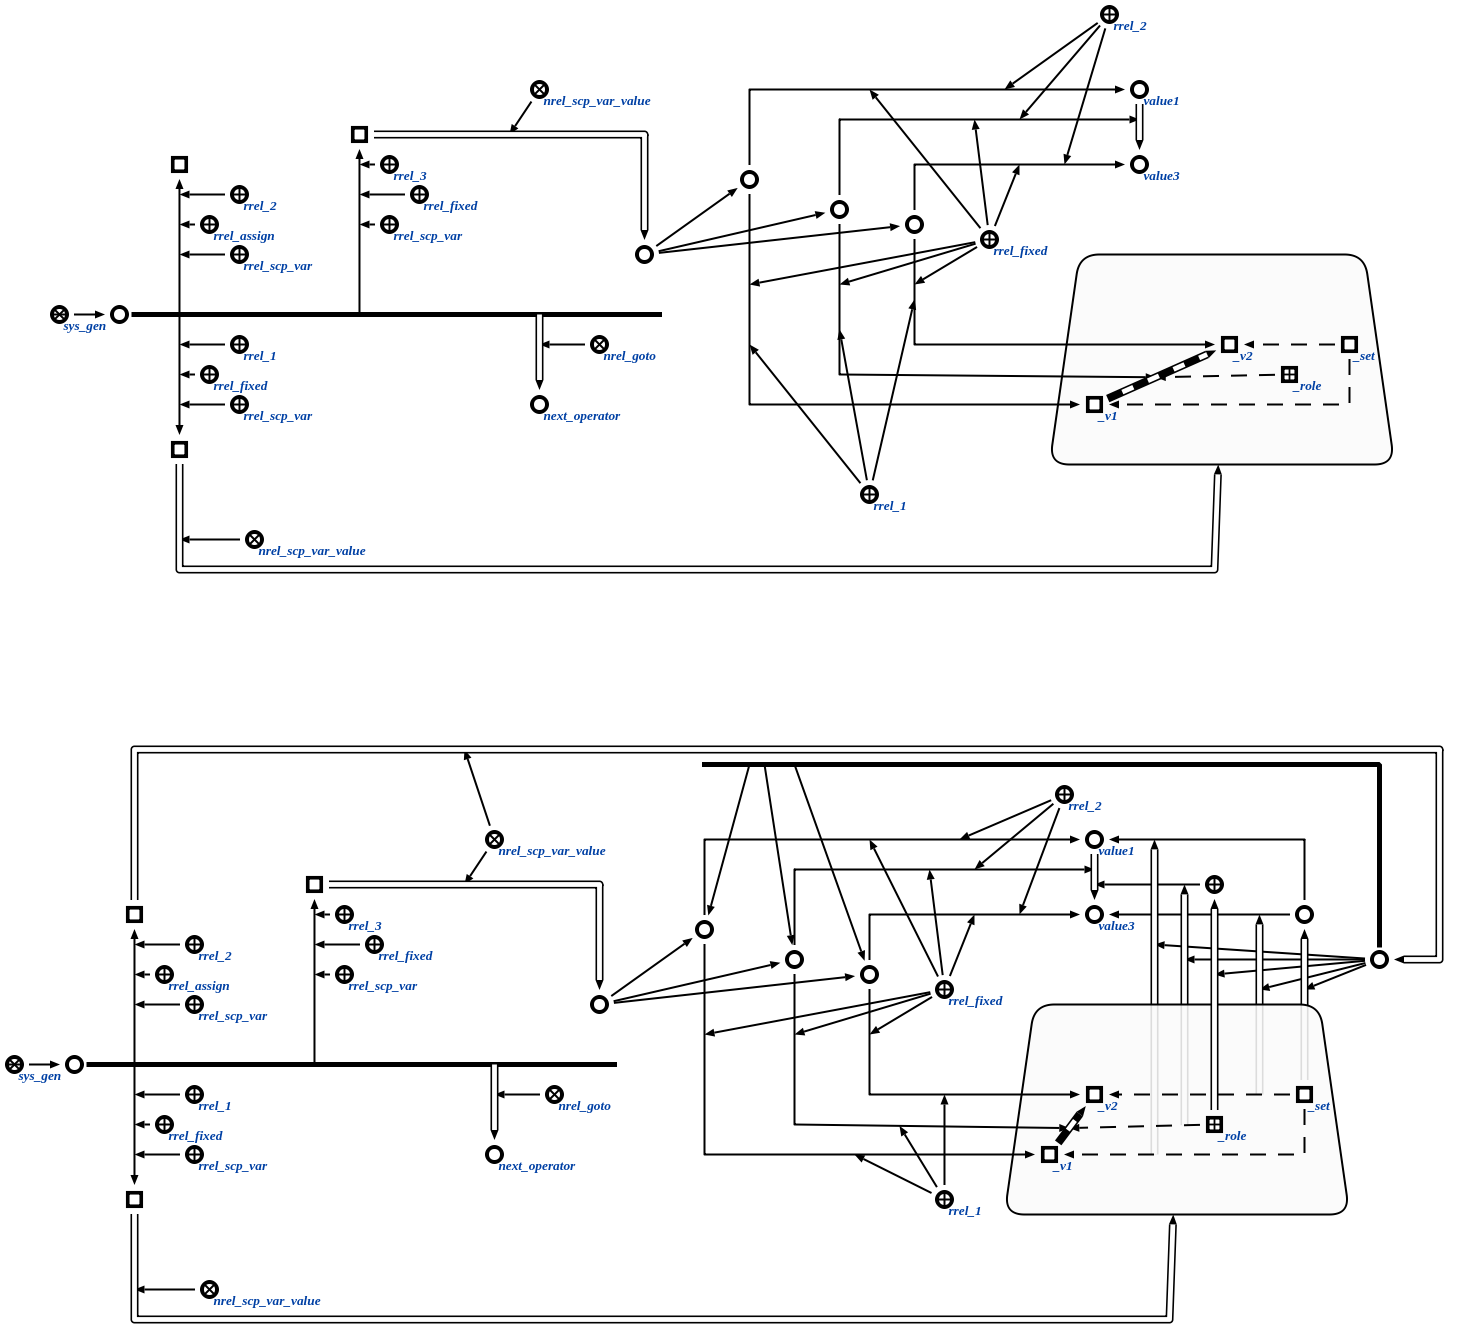 rrel_2
nrel_scp_var_value
value1
rrel_3
value3
rrel_2
rrel_fixed
rrel_assign
rrel_scp_var
rrel_fixed
rrel_scp_var
sys_gen
rrel_1
nrel_goto
_v2
_set
rrel_fixed
_role
rrel_scp_var
next_operator
_v1
rrel_1
nrel_scp_var_value
rrel_2
nrel_scp_var_value
value1
rrel_3
value3
rrel_2
rrel_fixed
rrel_assign
rrel_scp_var
rrel_fixed
rrel_scp_var
sys_gen
rrel_1
nrel_goto
_v2
_set
rrel_fixed
_role
rrel_scp_var
next_operator
_v1
rrel_1
nrel_scp_var_value